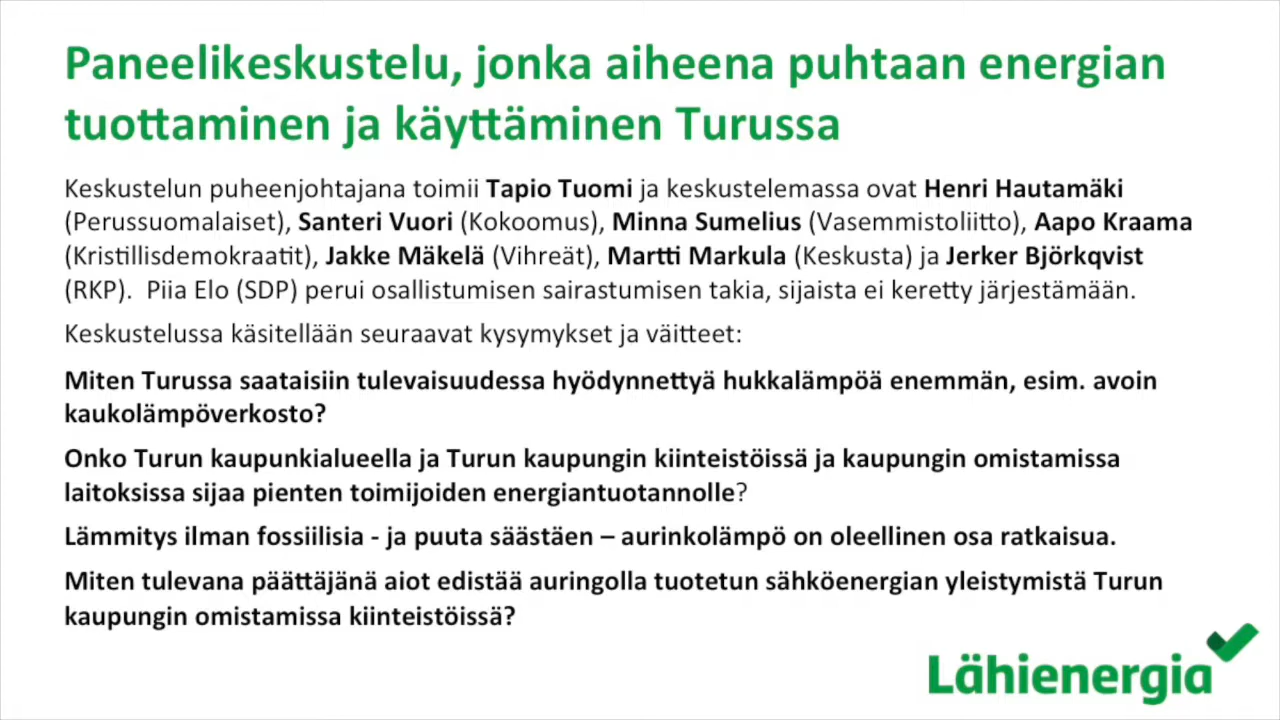 Paneelikeskustelu, jonka aiheena puhtaan energian
tuottaminen ja käyttäminen Turussa
Keskustelun puheenjohtajana toimii Tapio Tuomi ja keskustelemassa ovat Henri Hautamäki
(Perussuomalaiset), Santeri Vuori (Kokoomus), Minna Sumelius (Vasemmistoliitto), Aapo Kraama
(Kristillisdemokraatit), Jakke Mäkelä (Vihreät), Martti Markula (Keskusta) ja Jerker Björkqvist
(RKP).  Piia Elo (SDP) perui osallistumisen sairastumisen takia, sijaista ei keretty järjestämään.
Keskustelussa käsitellään seuraavat kysymykset ja väitteet:
Miten Turussa saataisiin tulevaisuudessa hyödynnettyä hukkalämpöä enemmän, esim. avoin
kaukolämpöverkosto?
Onko Turun kaupunkialueella ja Turun kaupungin kiinteistöissä ja kaupungin omistamissa
laitoksissa sijaa pienten toimijoiden energiantuotannolle?
Lämmitys ilman fossiilisia - ja puuta säästäen – aurinkolämpö on oleellinen osa ratkaisua.
Miten tulevana päättäjänä aiot edistää auringolla tuotetun sähköenergian yleistymistä Turun
kaupungin omistamissa kiinteistöissä?
Lähienergia